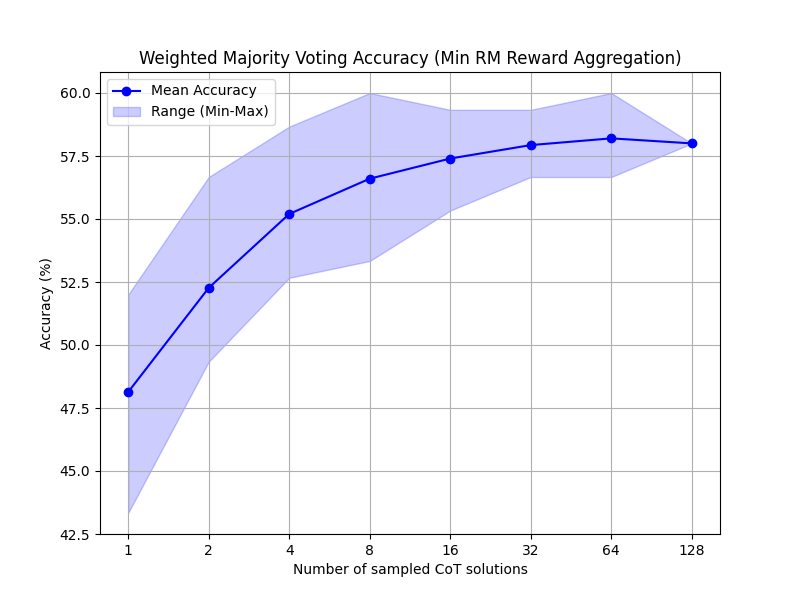 Weighted Majority Voting Accuracy (Min RM Reward Aggregation)
Mean Accuracy
Range (Min-Max)
60.0
57.5
55.0
52.5
50.0
47.5
45.0
42.5
Accuracy (%)
1 2 4 8 16 32 64 128
Number of sampled CoT solutions